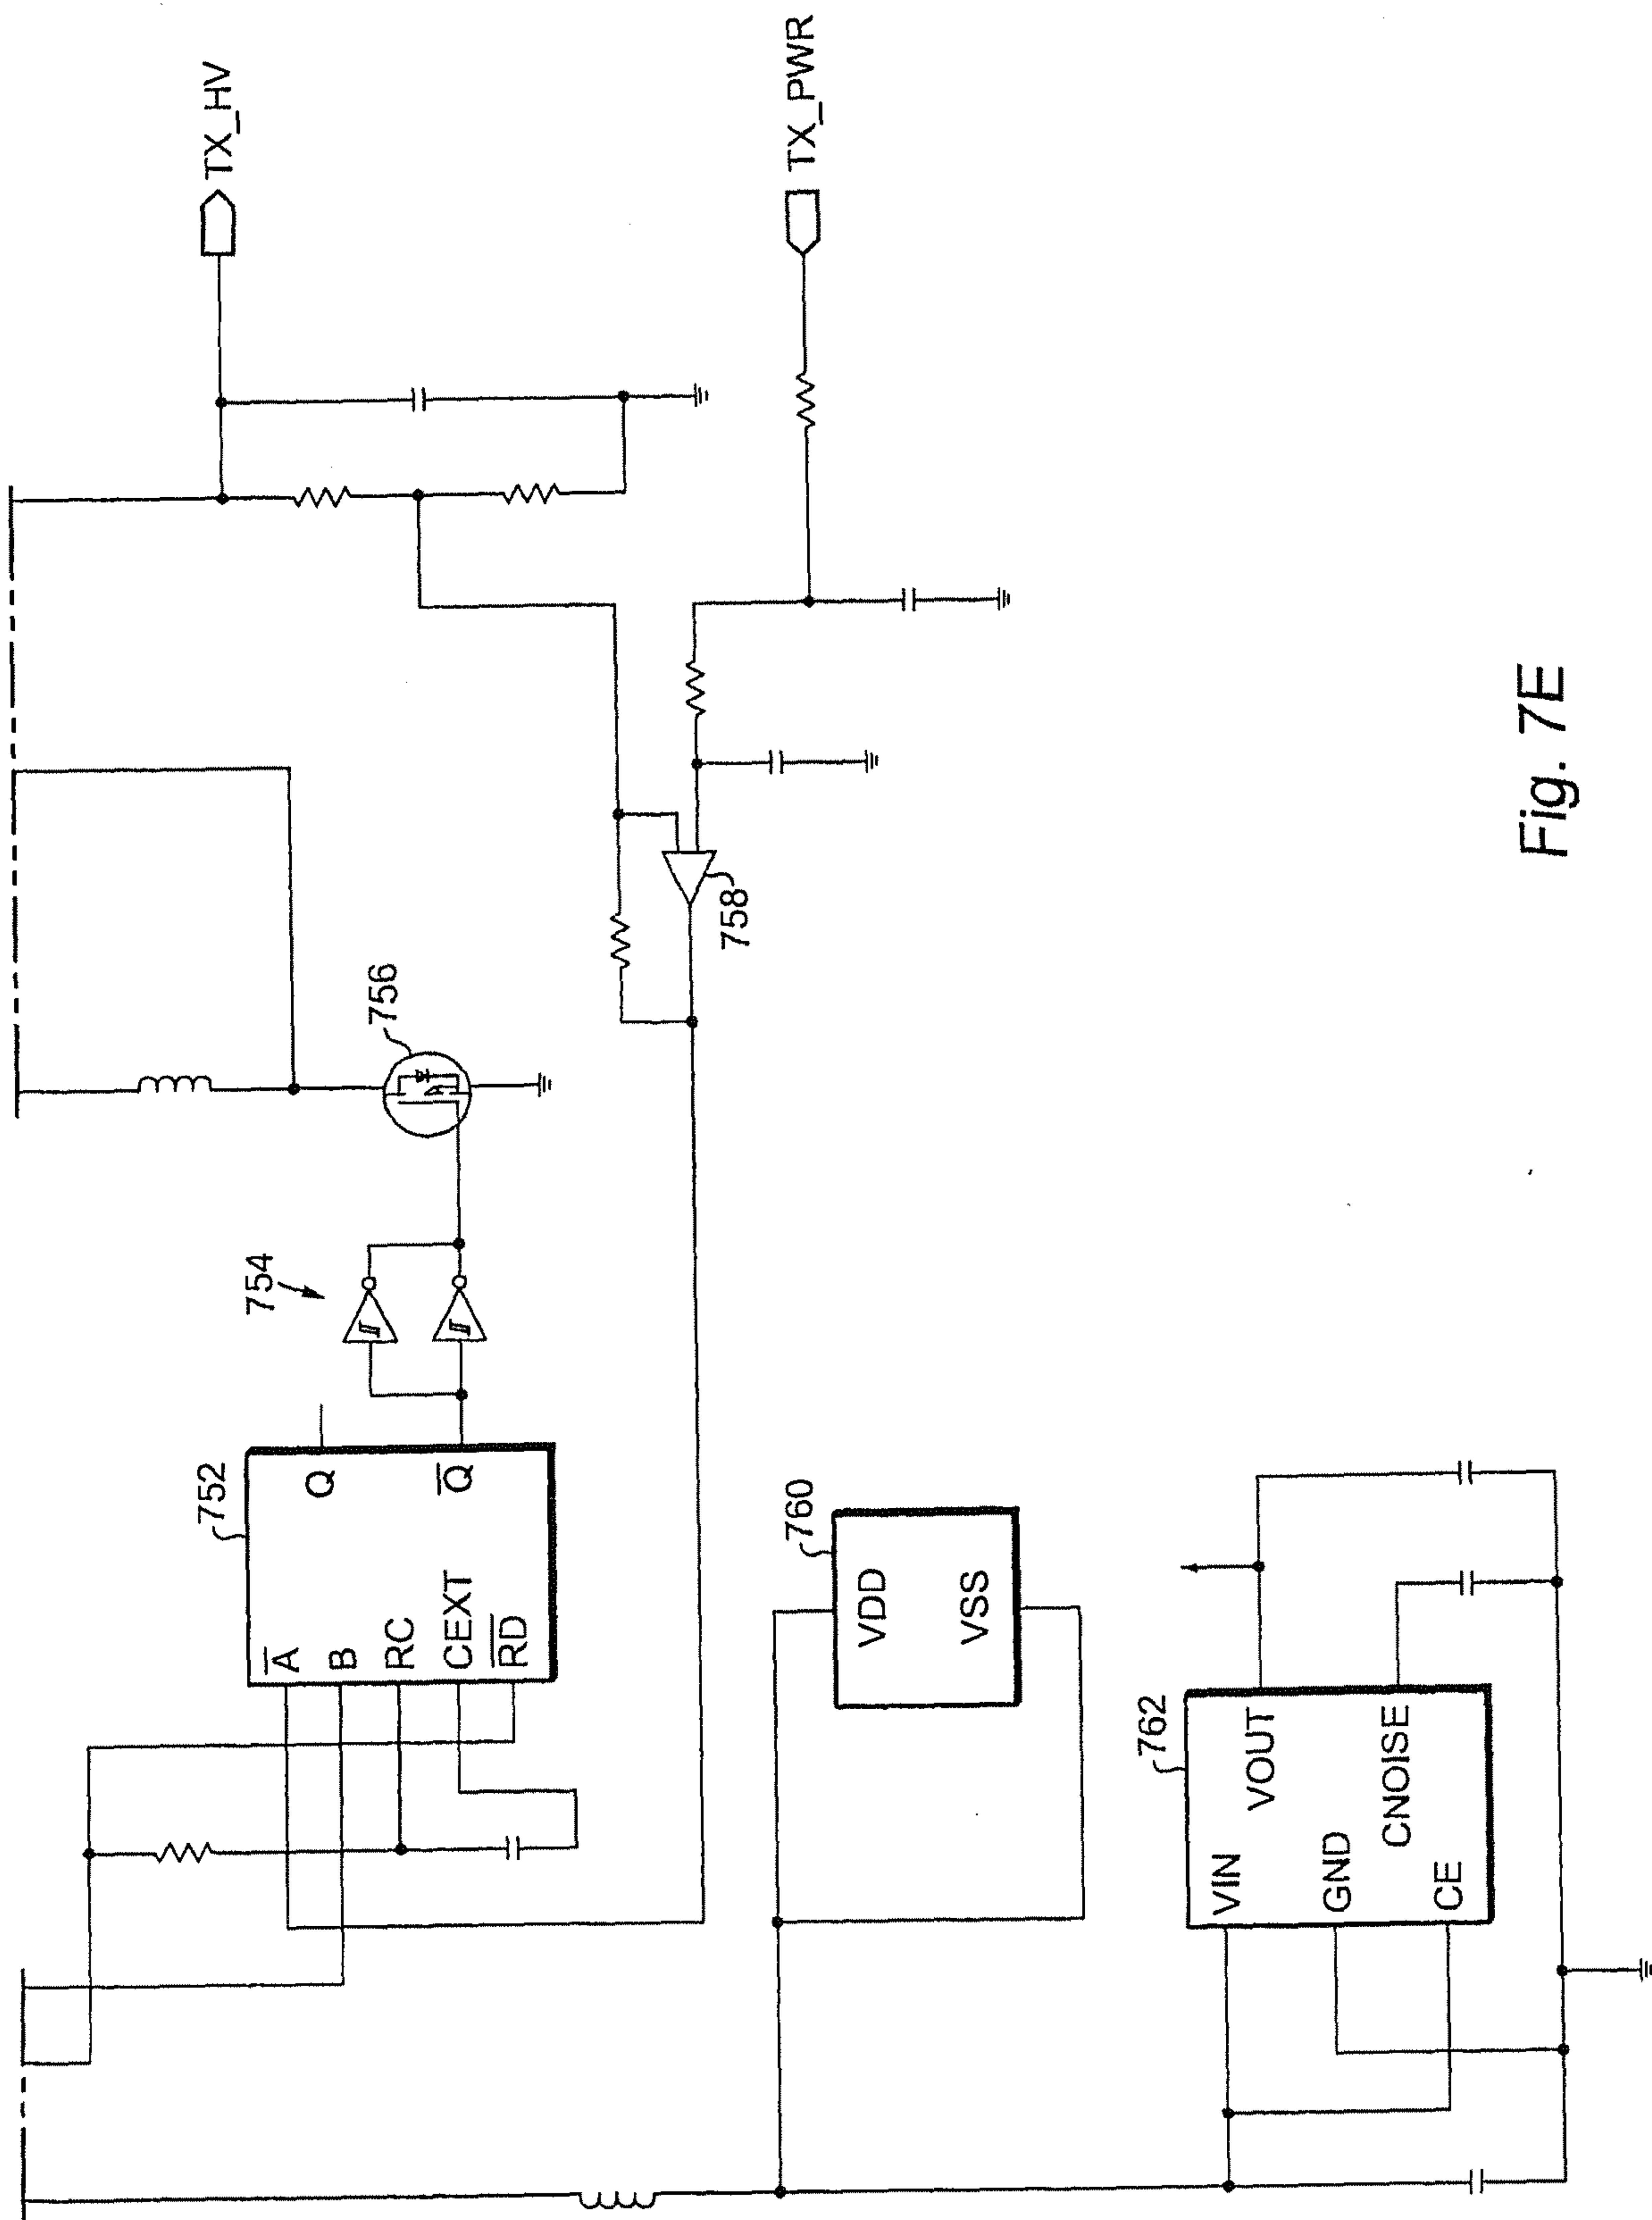 TX_HV
TX_PWR
756
758
754
752
A
B
RC
CEXT
RD
Q
Q
760
VDD
VSS
762
VIN
GND
CE
VOUT
CNOISE
Fig. 7E